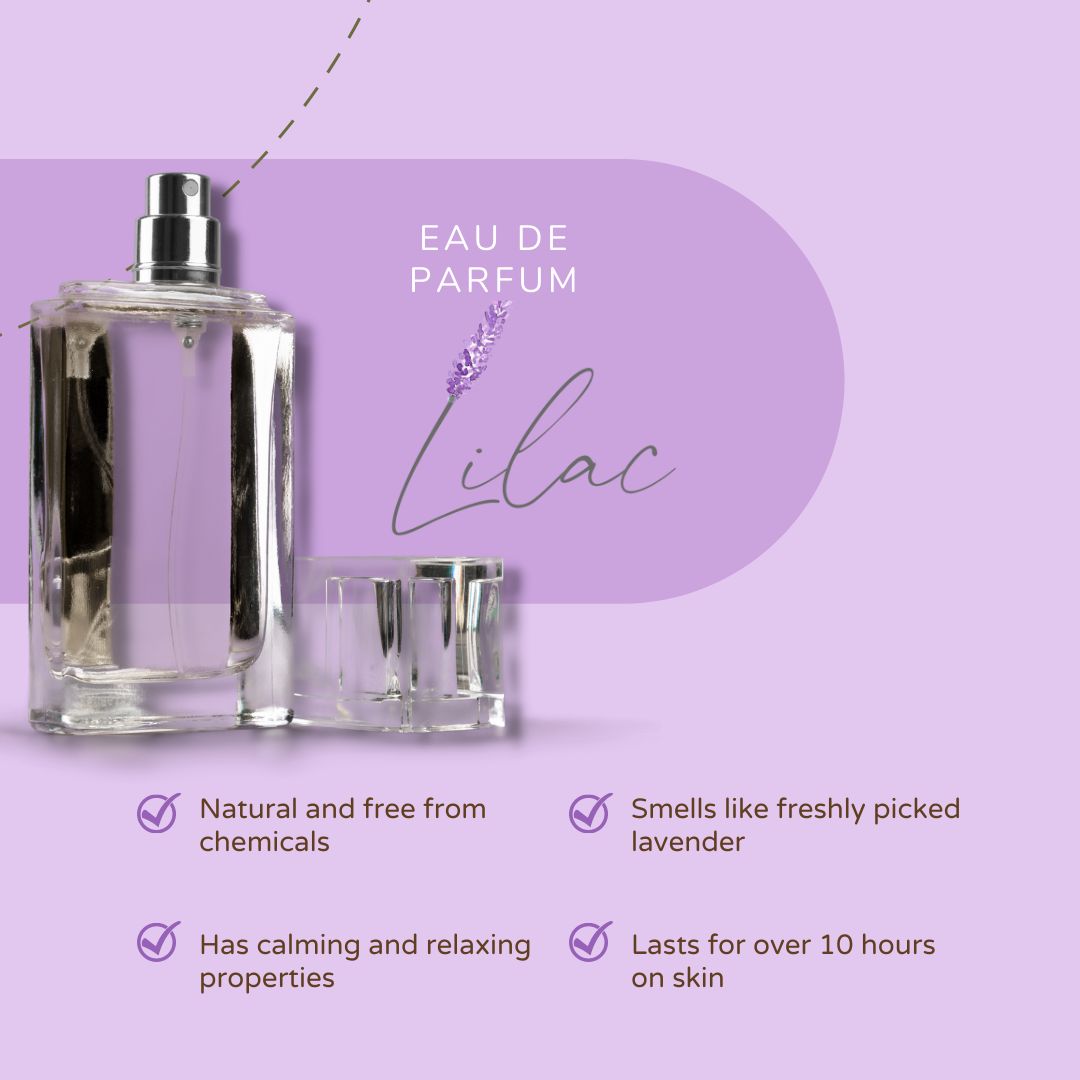 EAU DE
PARFUM
Lilac
Natural and free from
chemicals
Smells like freshly picked
lavender
Has calming and relaxing
properties
Lasts for over 10 hours
on skin